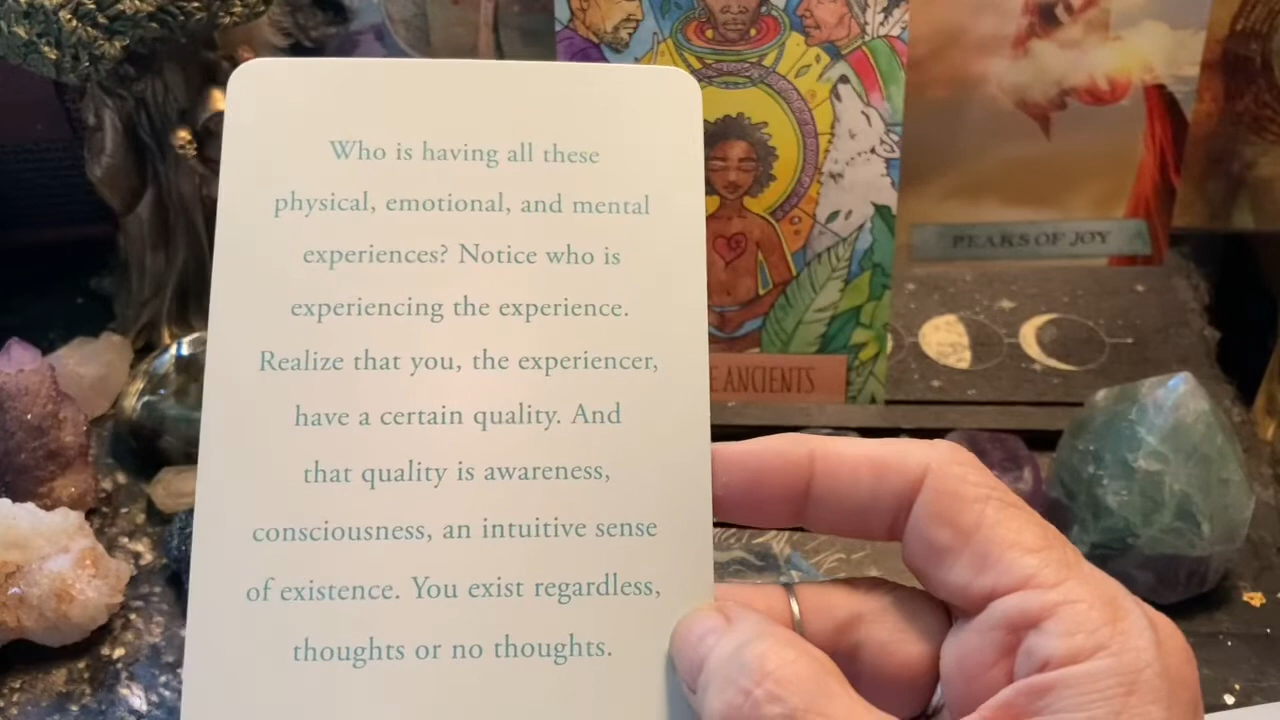 Who is having all these
physical, emotional, and mental
experiences? Notice who is
experiencing the experience.
Realize that you, the experiencer,
have a certain quality. And
that quality is awareness,
consciousness, an intuitive sense
of existence. You exist regardless,
thoughts or no thoughts.
ANCIENTS
PEAKS OF JOY